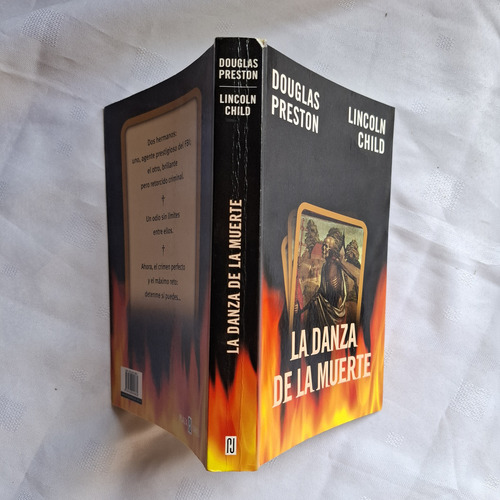 Dos hermanos:
uno, agente prestigioso del FBI;
el otro, brillante
pero retorcido criminal.
Un odio sin límites
entre ellos.
Ahora, el crimen perfecto
y el máximo reto:
detenme si puedes...
DOUGLAS
PRESTON
LINCOLN
CHILD
LA DANZA DE LA MUERTE
DOUGLAS
PRESTON
LINCOLN
CHILD
LA DANZA
DE LA MUERTE